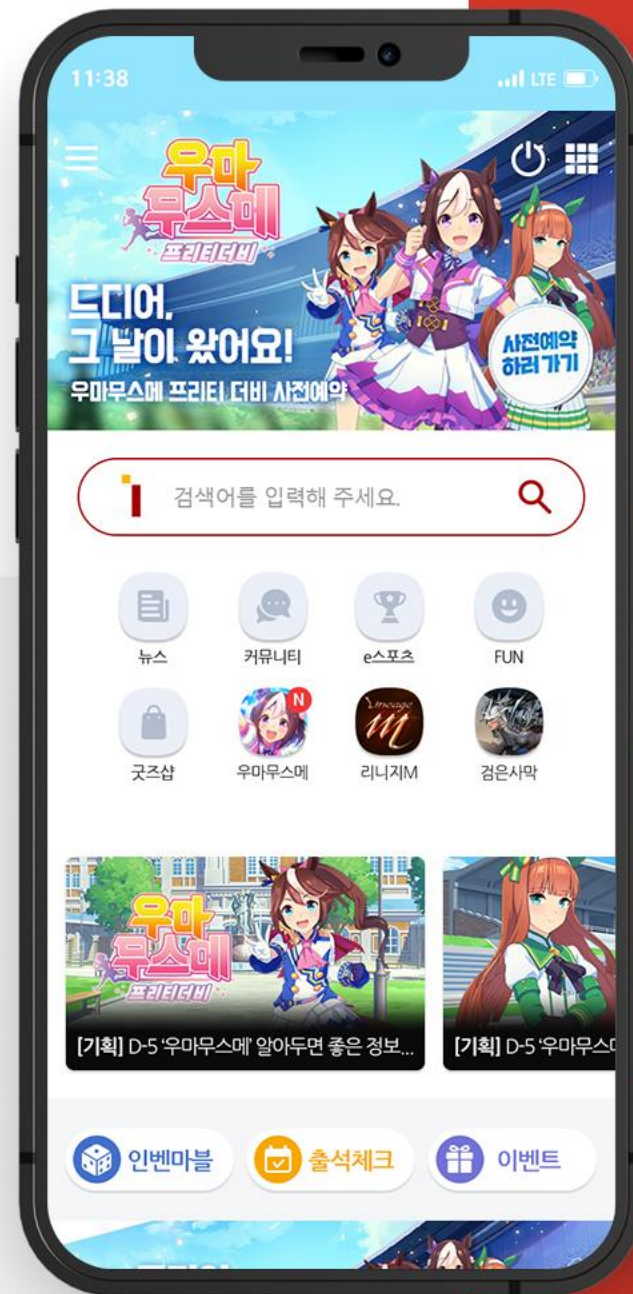 11:38
LTE
우마
무스메
프리티더비
드디어,
그 날이 왔어요!
우마무스메 프리티 더비 사전예약
사전예약
하러 가기
검색어를 입력해 주세요.
뉴스
커뮤니티
e스포츠
FUN
N
Lineage
M
굿즈샵
우마무스메
리니지M
검은사막
우마
무스메
프리티더비
[기획] D-5 '우마무스메' 알아두면 좋은 정보...
[기획] D-5 '우마무스메
인벤마블
출석체크
이벤트